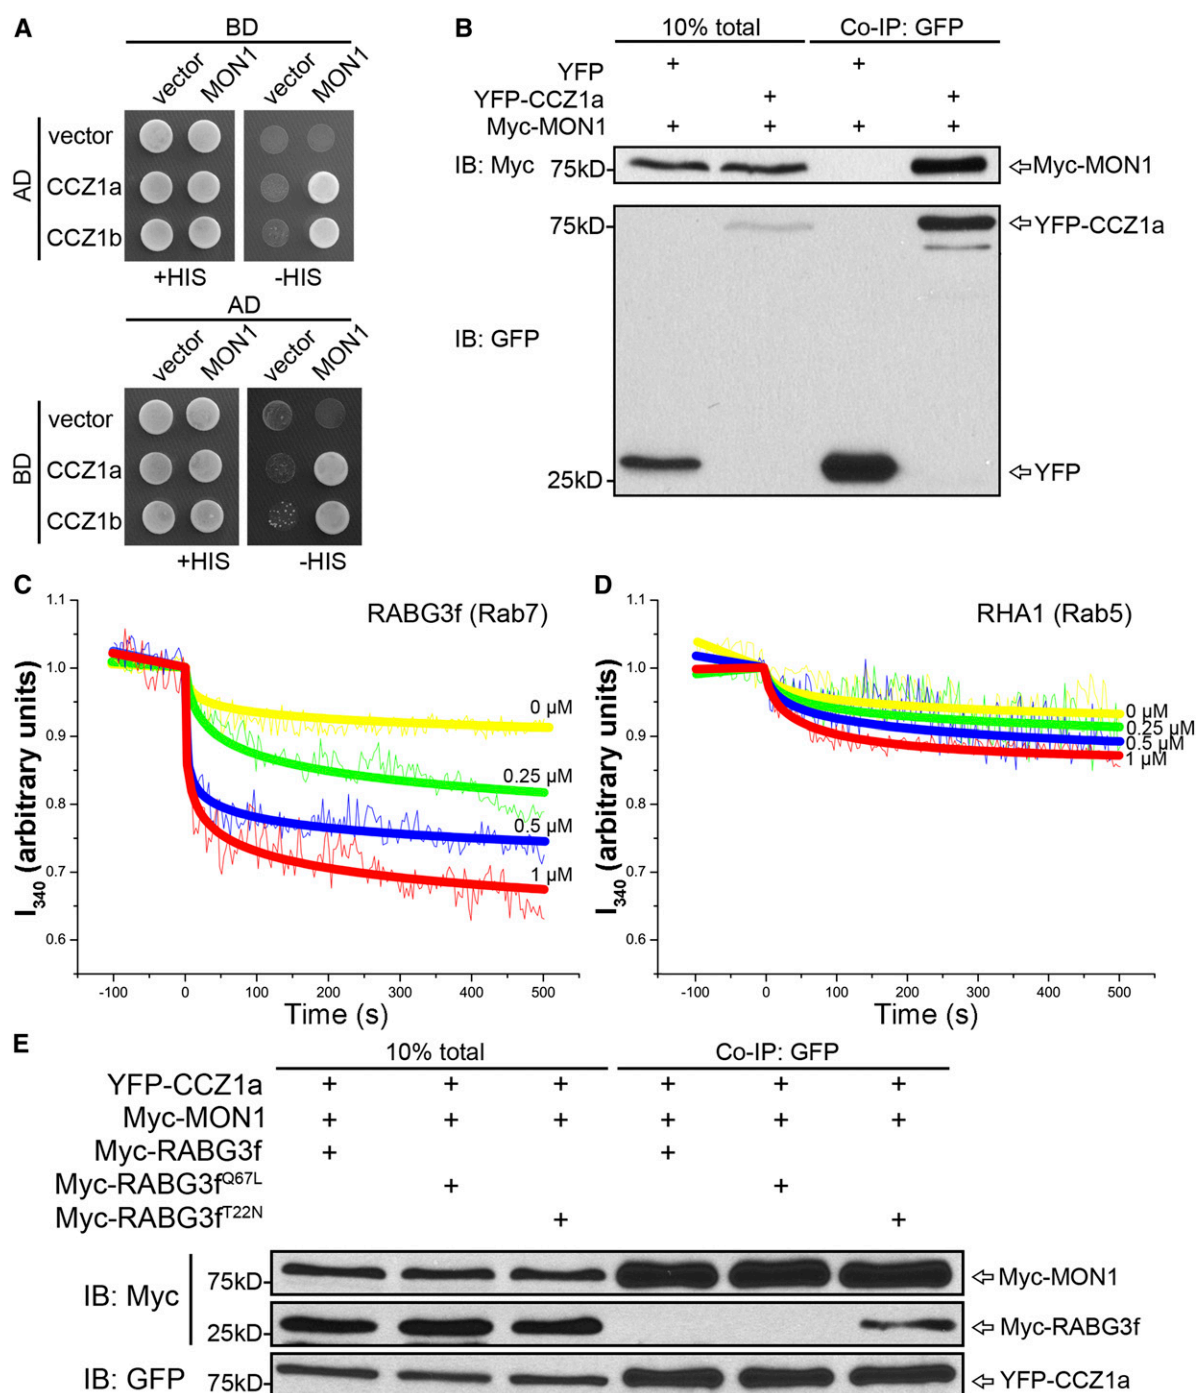 A
BD
vector MON1 vector MON1
AD
vector
CCZ1a
CCZ1b
+HIS -HIS
AD
vector MON1 vector MON1
BD
vector
CCZ1a
CCZ1b
+HIS -HIS
B
10% total Co-IP: GFP
YFP + +
YFP-CCZ1a + +
Myc-MON1 + + + +
IB: Myc 75kD- ⇦Myc-MON1
75kD- ⇦YFP-CCZ1a
IB: GFP
25kD- ⇦YFP
C
RABG3f (Rab7)
I340 (arbitrary units)
1.1
1.0
0.9
0.8
0.7
0.6
0 µM
0.25 µM
0.5 µM
1 µM
-100 0 100 200 300 400 500
Time (s)
D
RHA1 (Rab5)
I340 (arbitrary units)
1.1
1.0
0.9
0.8
0.7
0.6
0 µM
0.25 µM
0.5 µM
1 µM
-100 0 100 200 300 400 500
Time (s)
E
10% total Co-IP: GFP
YFP-CCZ1a + + + + + +
Myc-MON1 + + + + + +
Myc-RABG3f + +
Myc-RABG3fQ67L + +
Myc-RABG3fT22N + +
IB: Myc
75kD- ⇦Myc-MON1
25kD- ⇦Myc-RABG3f
IB: GFP 75kD- ⇦YFP-CCZ1a